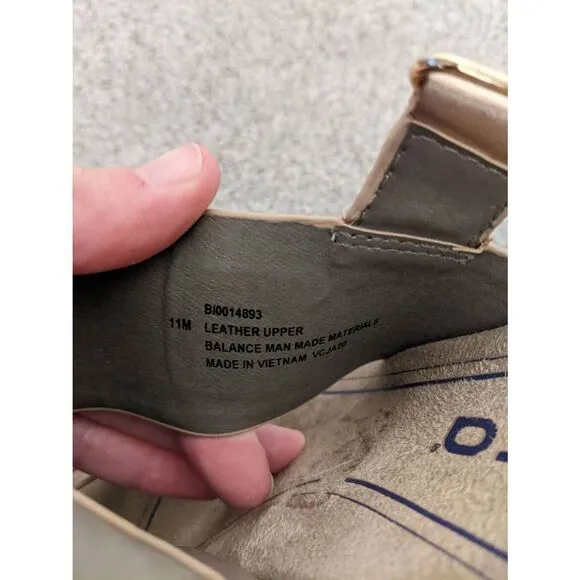 BI0014893
11M LEATHER UPPER
BALANCE MAN MADE MATERIALS
MADE IN VIETNAM VCJA20